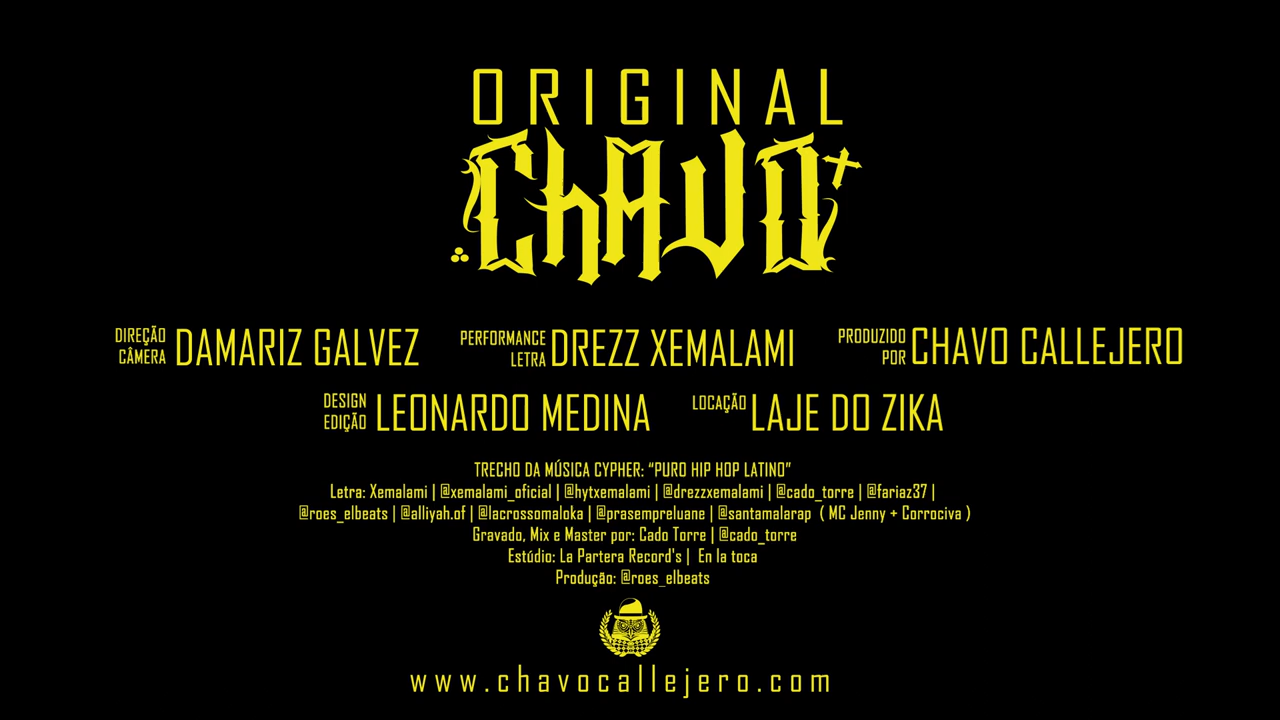 ORIGINAL
ChAVO
DIREÇÃO CÂMERA DAMARIZ GALVEZ PERFORMANCE LETRA DREZZ XEMALAMI PRODUZIDO POR CHAVO CALLEJERO
DESIGN EDIÇÃO LEONARDO MEDINA LOCAÇÃO LAJE DO ZIKA
TRECHO DA MÚSICA CYPHER: “PURO HIP HOP LATINO”
Letra: Xemalami | @xemalami_oficial | @hytxemalami | @drezzxemalami | @cado_torre | @fariaz37 |
@roes_elbeats | @alliyah.of | @lacrossomaloka | @prasempreluane | @santamalarap ( MC Jenny + Corrociva )
Gravado, Mix e Master por: Cado Torre | @cado_torre
Estúdio: La Partera Record's | En la toca
Produção: @roes_elbeats
www.chavocallejero.com